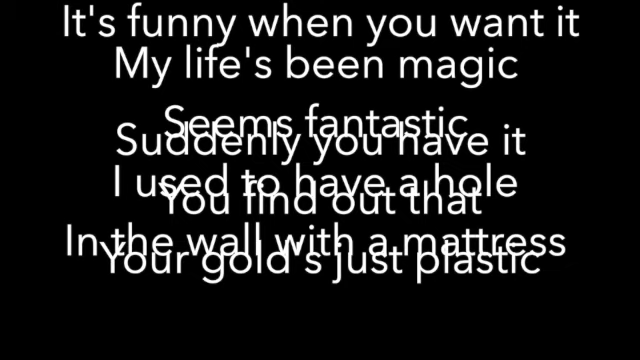 It's funny when you want it
My life's been magic
Seems fantastic
Suddenly you have it
I used to have a hole
You find out that
In the wall with a mattress
Your gold's just plastic